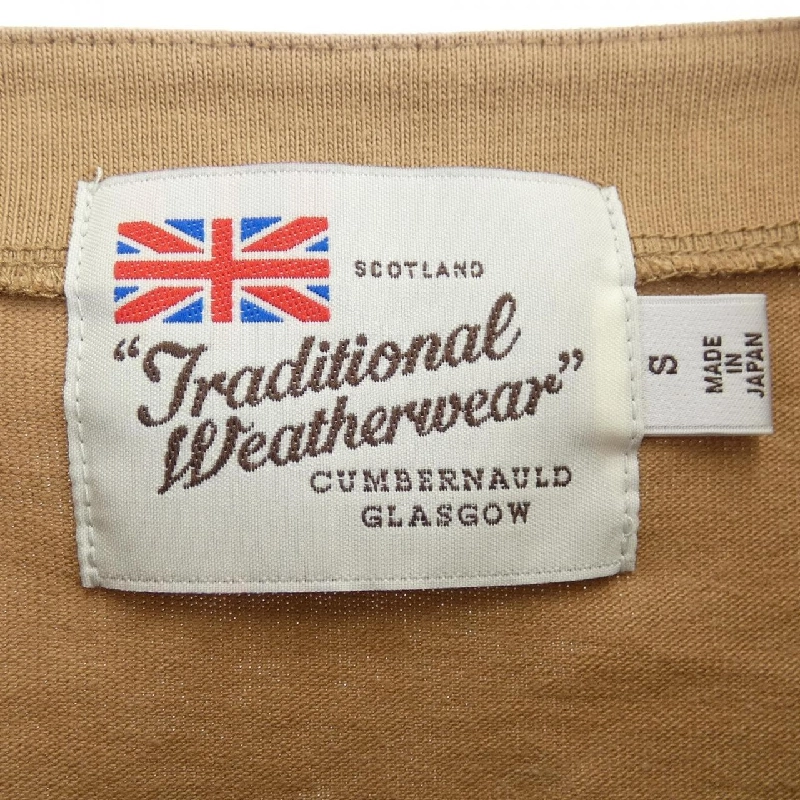 SCOTLAND
"Traditional
Weatherwear"
CUMBERNAULD
GLASGOW
S
MADE
IN
JAPAN